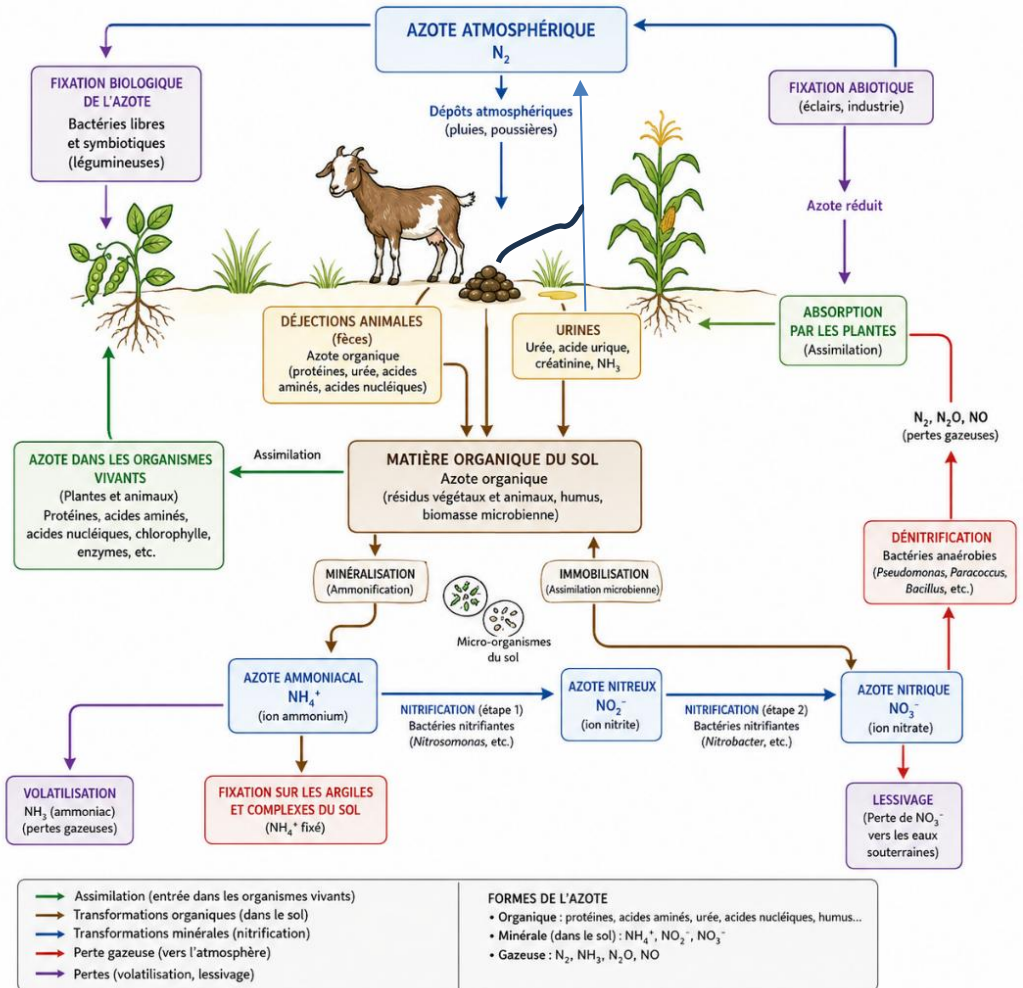 AZOTE ATMOSPHÉRIQUE
N₂
FIXATION BIOLOGIQUE
DE L'AZOTE
Bactéries libres
et symbiotiques
(légumineuses)
Dépôts atmosphériques
(pluies, poussières)
FIXATION ABIOTIQUE
(éclairs, industrie)
Azote réduit
DÉJECTIONS ANIMALES
(fèces)
Azote organique
(protéines, urée, acides
aminés, acides nucléiques)
URINES
Urée, acide urique,
créatinine, NH₃
ABSORPTION
PAR LES PLANTES
(Assimilation)
N₂, N₂O, NO
(pertes gazeuses)
AZOTE DANS LES ORGANISMES
VIVANTS
(Plantes et animaux)
Protéines, acides aminés,
acides nucléiques, chlorophylle,
enzymes, etc.
Assimilation
MATIÈRE ORGANIQUE DU SOL
Azote organique
(résidus végétaux et animaux, humus,
biomasse microbienne)
DÉNITRIFICATION
Bactéries anaérobies
(Pseudomonas, Paracoccus,
Bacillus, etc.)
MINÉRALISATION
(Ammonification)
IMMOBILISATION
(Assimilation microbienne)
Micro-organismes
du sol
AZOTE AMMONIACAL
NH₄⁺
(ion ammonium)
NITRIFICATION (étape 1)
Bactéries nitrifiantes
(Nitrosomonas, etc.)
AZOTE NITREUX
NO₂⁻
(ion nitrite)
NITRIFICATION (étape 2)
Bactéries nitrifiantes
(Nitrobacter, etc.)
AZOTE NITRIQUE
NO₃⁻
(ion nitrate)
VOLATILISATION
NH₃ (ammoniac)
(pertes gazeuses)
FIXATION SUR LES ARGILES
ET COMPLEXES DU SOL
(NH₄⁺ fixé)
LESSIVAGE
(Perte de NO₃⁻
vers les eaux
souterraines)
Assimilation (entrée dans les organismes vivants)
Transformations organiques (dans le sol)
Transformations minérales (nitrification)
Perte gazeuse (vers l'atmosphère)
Pertes (volatilisation, lessivage)
FORMES DE L'AZOTE
• Organique : protéines, acides aminés, urée, acides nucléiques, humus...
• Minérale (dans le sol) : NH₄⁺, NO₂⁻, NO₃⁻
• Gazeuse : N₂, NH₃, N₂O, NO